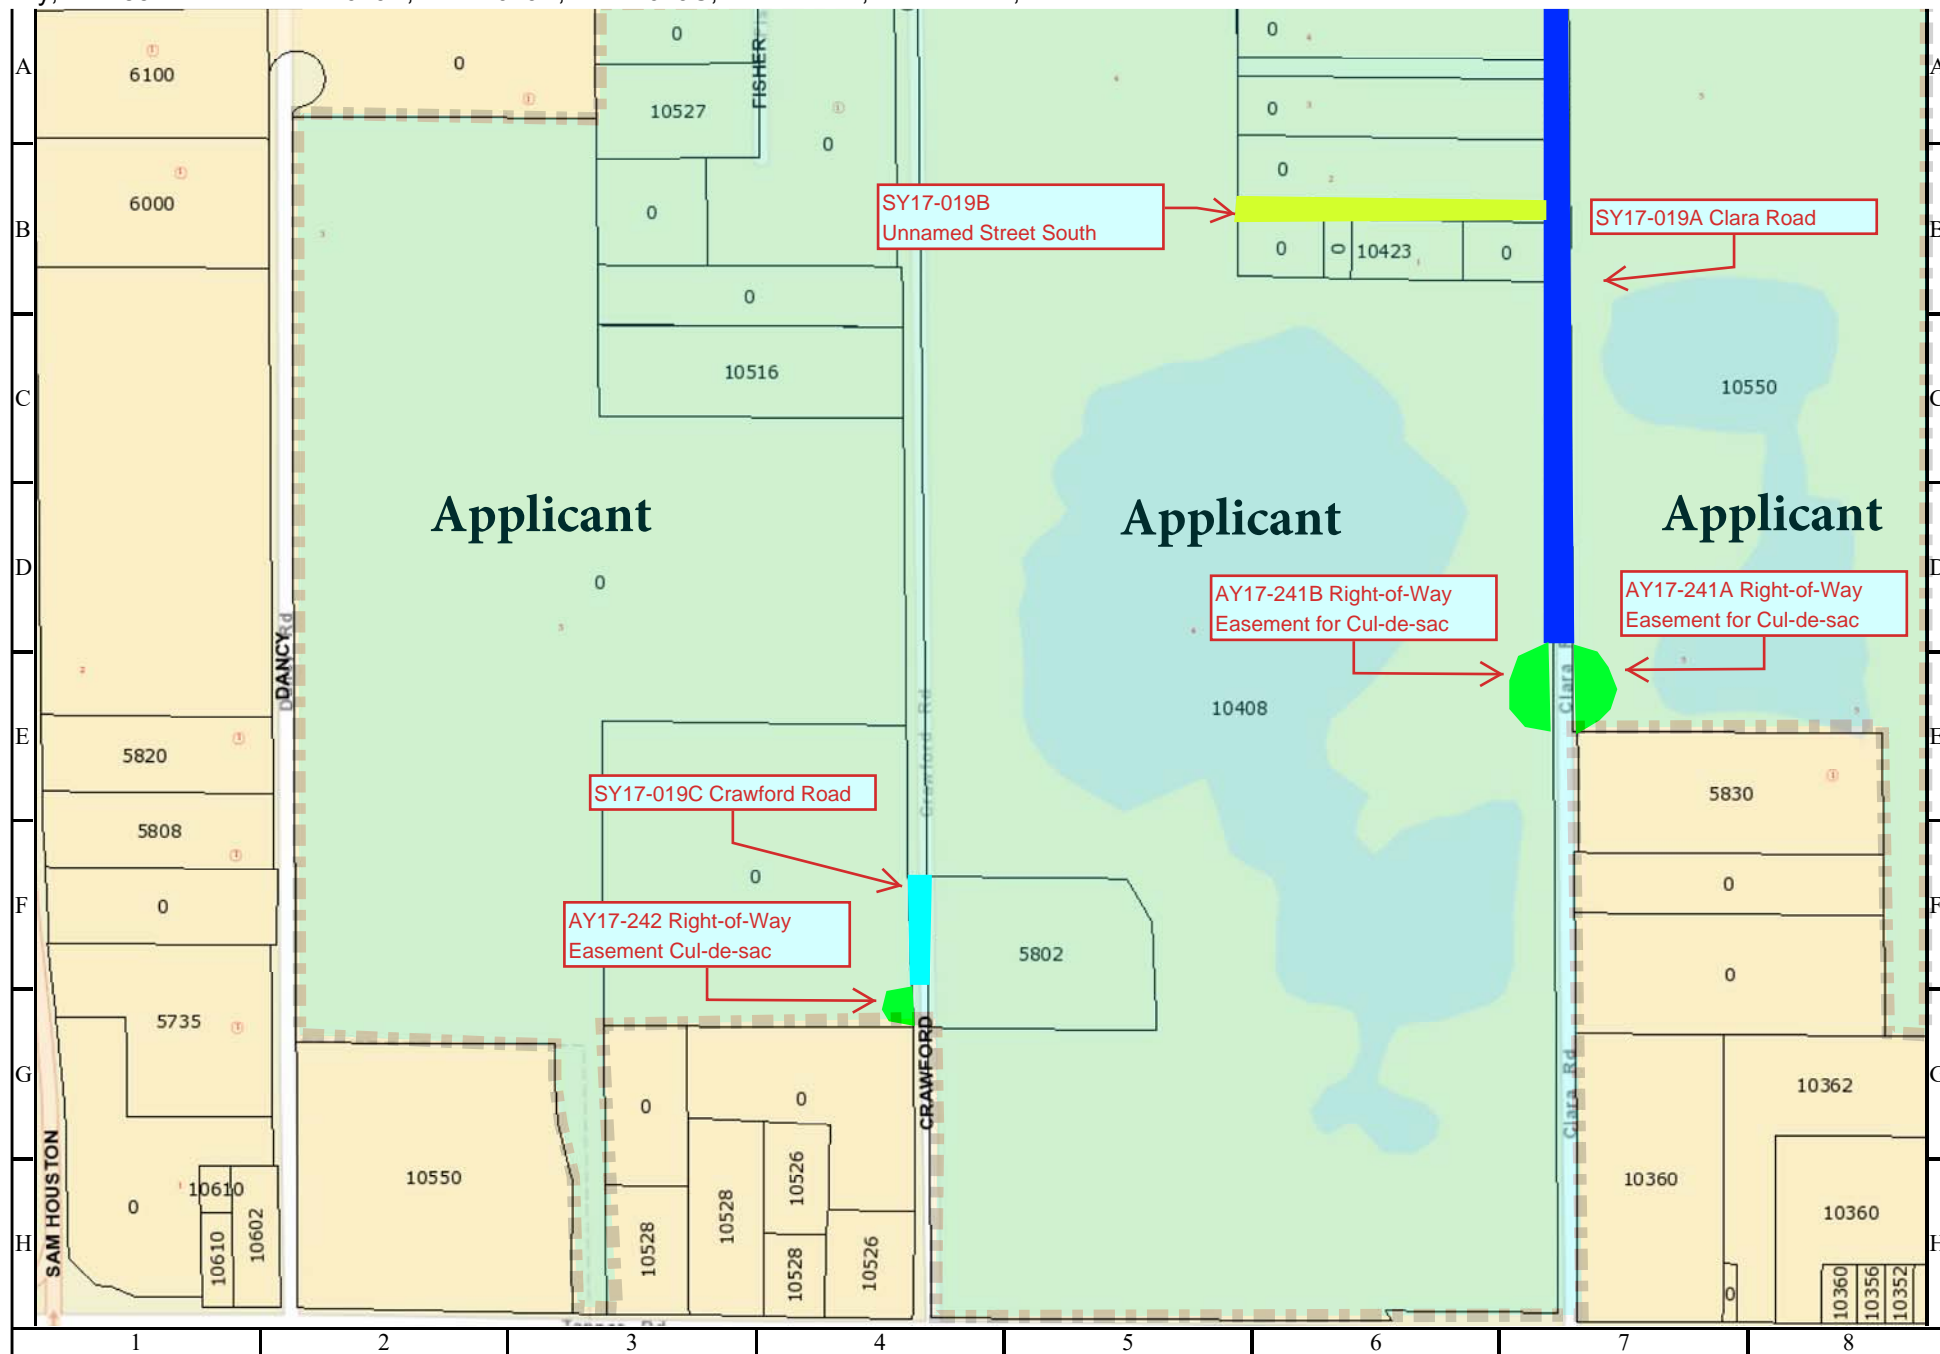 A
6100
0
0
10527
FISHER
0
0
0
0
A
B
6000
0
SY17-019B
Unnamed Street South
0
0
10423
0
SY17-019A Clara Road
B
0
C
10516
10550
C
Applicant
Applicant
Applicant
D
0
AY17-241B Right-of-Way
Easement for Cul-de-sac
AY17-241A Right-of-Way
Easement for Cul-de-sac
D
DANCY
Crawford Rd
10408
E
5820
SY17-019C Crawford Road
5830
E
5808
0
0
F
0
AY17-242 Right-of-Way
Easement Cul-de-sac
5802
0
F
5735
CRAWFORD
Clara Rd
G
0
0
10362
G
SAM HOUSTON
0
10610
10610
10602
10550
10528
10528
10526
10528
10526
10360
10360
0
10360
10356
10352
H
H
1
2
3
4
5
6
7
8